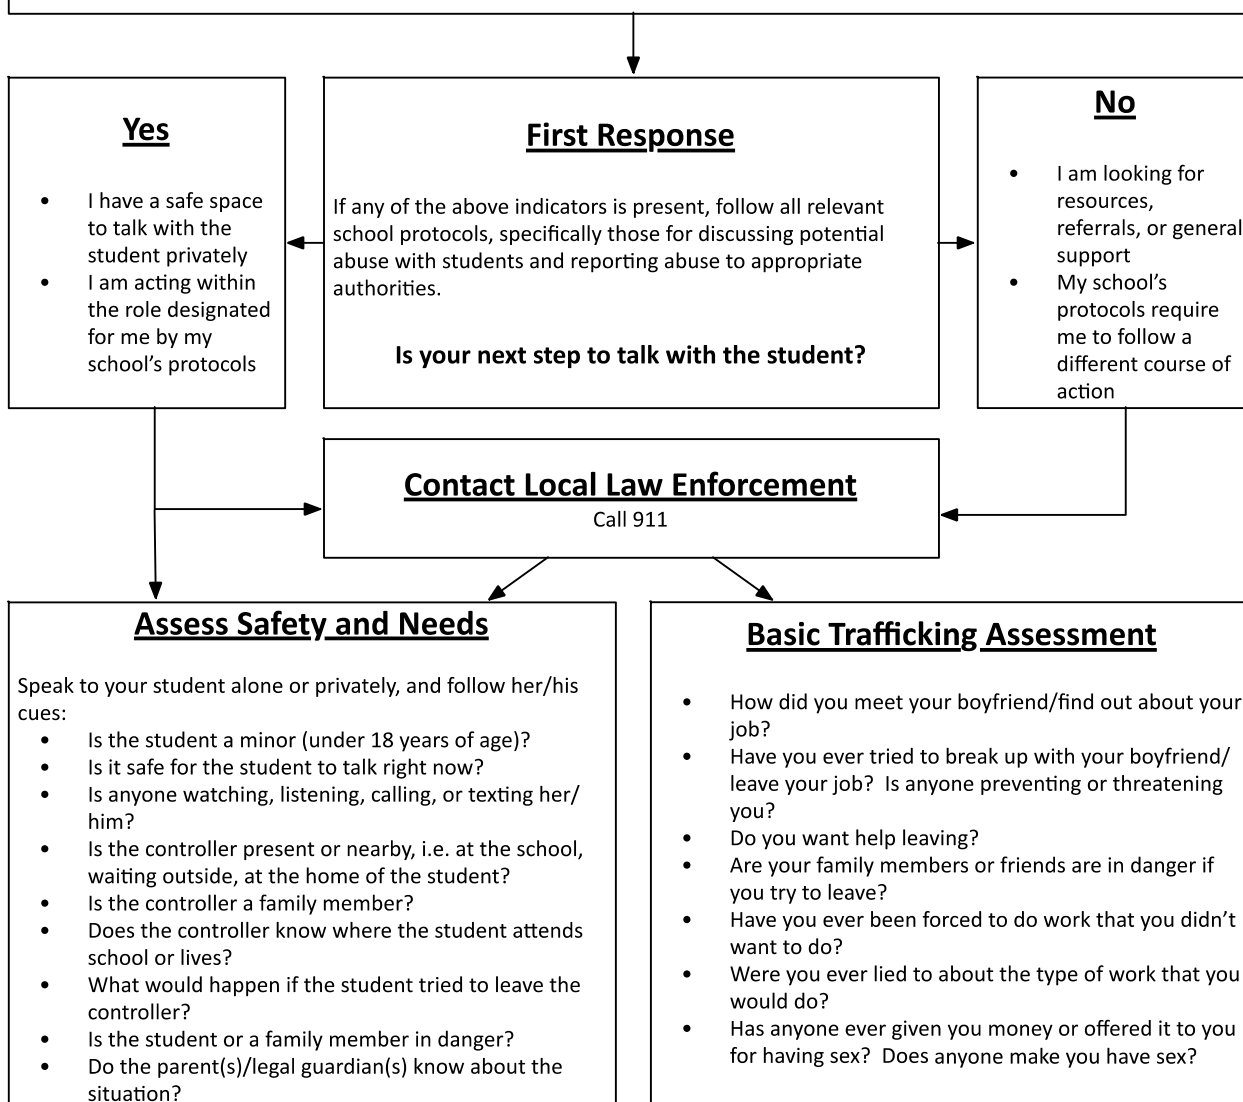 Yes
• I have a safe space
to talk with the
student privately
• I am acting within
the role designated
for me by my
school’s protocols
First Response
If any of the above indicators is present, follow all relevant
school protocols, specifically those for discussing potential
abuse with students and reporting abuse to appropriate
authorities.
Is your next step to talk with the student?
No
• I am looking for
resources,
referrals, or general
support
• My school’s
protocols require
me to follow a
different course of
action
Contact Local Law Enforcement
Call 911
Assess Safety and Needs
Speak to your student alone or privately, and follow her/his
cues:
• Is the student a minor (under 18 years of age)?
• Is it safe for the student to talk right now?
• Is anyone watching, listening, calling, or texting her/
him?
• Is the controller present or nearby, i.e. at the school,
waiting outside, at the home of the student?
• Is the controller a family member?
• Does the controller know where the student attends
school or lives?
• What would happen if the student tried to leave the
controller?
• Is the student or a family member in danger?
• Do the parent(s)/legal guardian(s) know about the
situation?
Basic Trafficking Assessment
• How did you meet your boyfriend/find out about your
job?
• Have you ever tried to break up with your boyfriend/
leave your job?  Is anyone preventing or threatening
you?
• Do you want help leaving?
• Are your family members or friends are in danger if
you try to leave?
• Have you ever been forced to do work that you didn’t
want to do?
• Were you ever lied to about the type of work that you
would do?
• Has anyone ever given you money or offered it to you
for having sex?  Does anyone make you have sex?